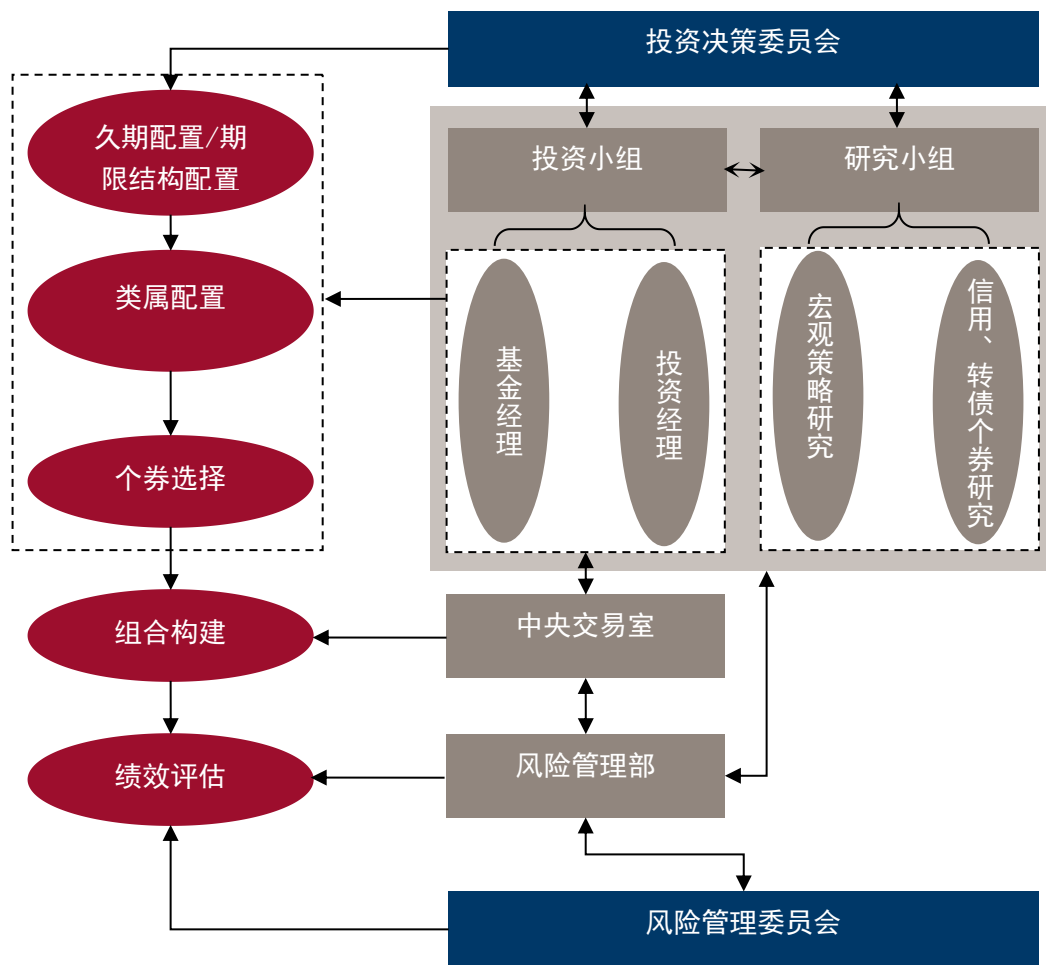 投资决策委员会
久期配置/期
限结构配置
投资小组
研究小组
类属配置
基金经理
投资经理
宏观策略研究
信用、转债个券研究
个券选择
组合构建
中央交易室
绩效评估
风险管理部
风险管理委员会